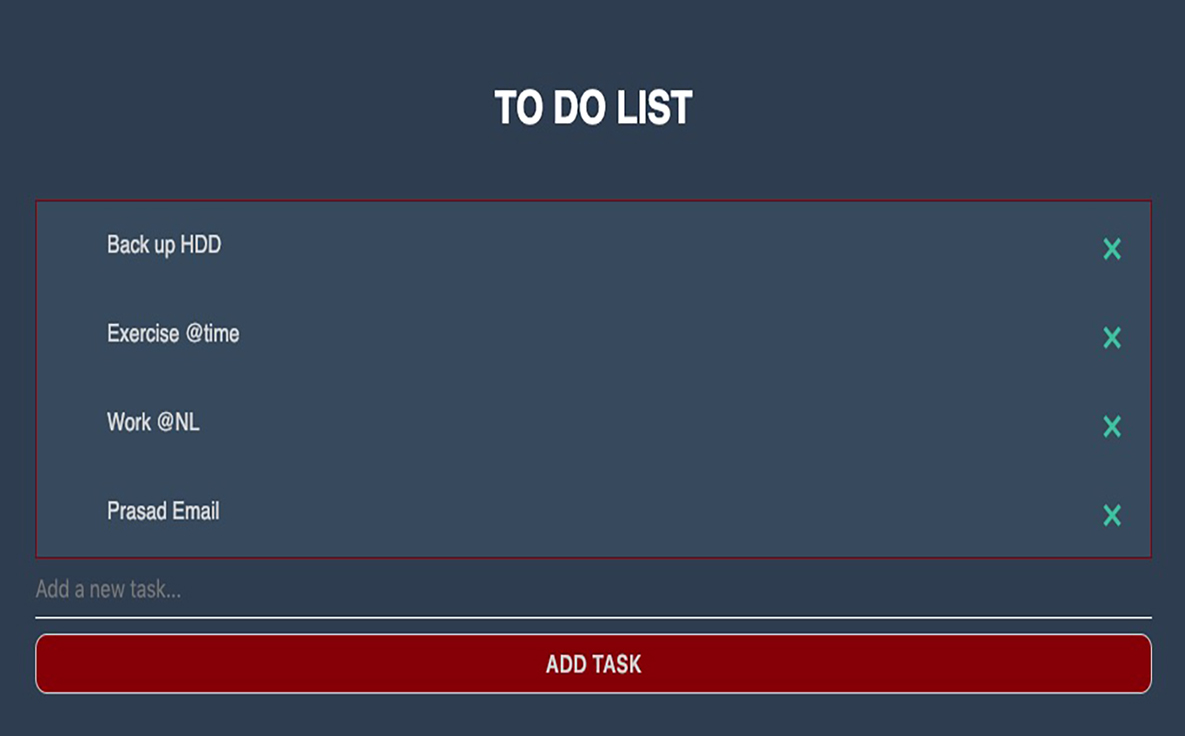 TO DO LIST
Back up HDD
Exercise @time
Work @NL
Prasad Email
Add a new task...
ADD TASK